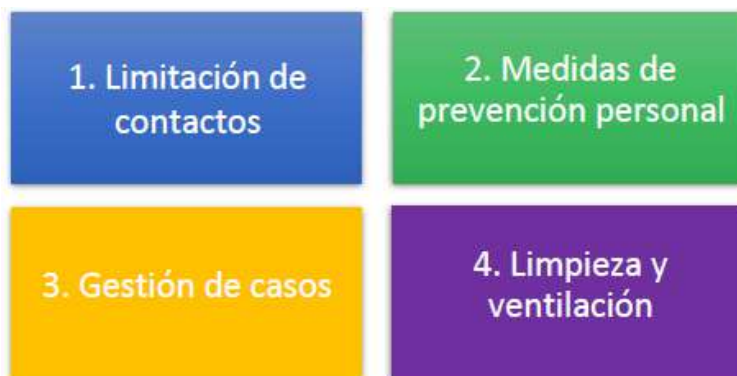 1. Limitación de
contactos
2. Medidas de
prevención personal
3. Gestión de casos
4. Limpieza y
ventilación